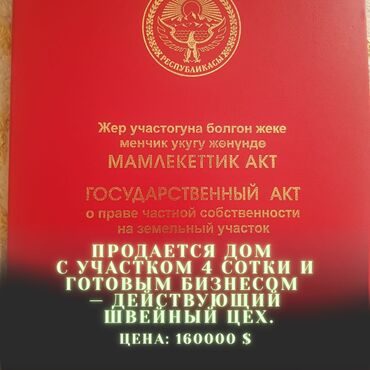 РЕСПУБЛИКАСЫ
Жер участогуна болгон жеке
менчик укугу жөнүндө
МАМЛЕКЕТТИК АКТ
ГОСУДАРСТВЕННЫЙ АКТ
о праве частной собственности
на земельный участок
ПРОДАЕТСЯ ДОМ
С УЧАСТКОМ 4 СОТКИ И
ГОТОВЫМ БИЗНЕСОМ
— ДЕЙСТВУЮЩИЙ
ШВЕЙНЫЙ ЦЕХ.
ЦЕНА: 160000 $